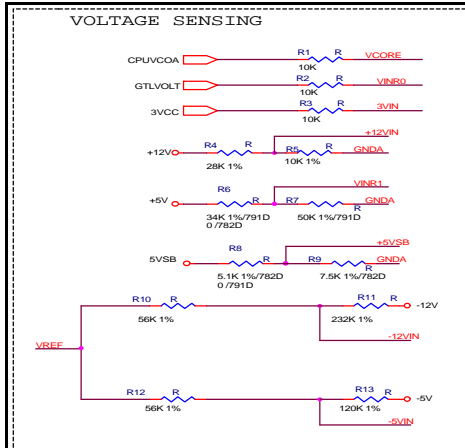 VOLTAGE SENSING
R1 R VCORE
CPUVCOA
10K
R2 R VINR0
GTLVOLT
10K
R3 R 3VIN
3VCC
10K
+12VIN
R4 R R5 R
+12V GNDA
28K 1% 10K 1%
VINR1
R6 R R7 R GNDA
+5V
34K 1%/791D 50K 1%/791D
0 /782D
+5VSB
R8 R R9 R GNDA
5VSB
5.1K 1%/782D 7.5K 1%/782D
0 /791D
R10 R R11 R -12V
56K 1% 232K 1%
-12VIN
VREF
R12 R R13 R -5V
56K 1% 120K 1%
-5VIN